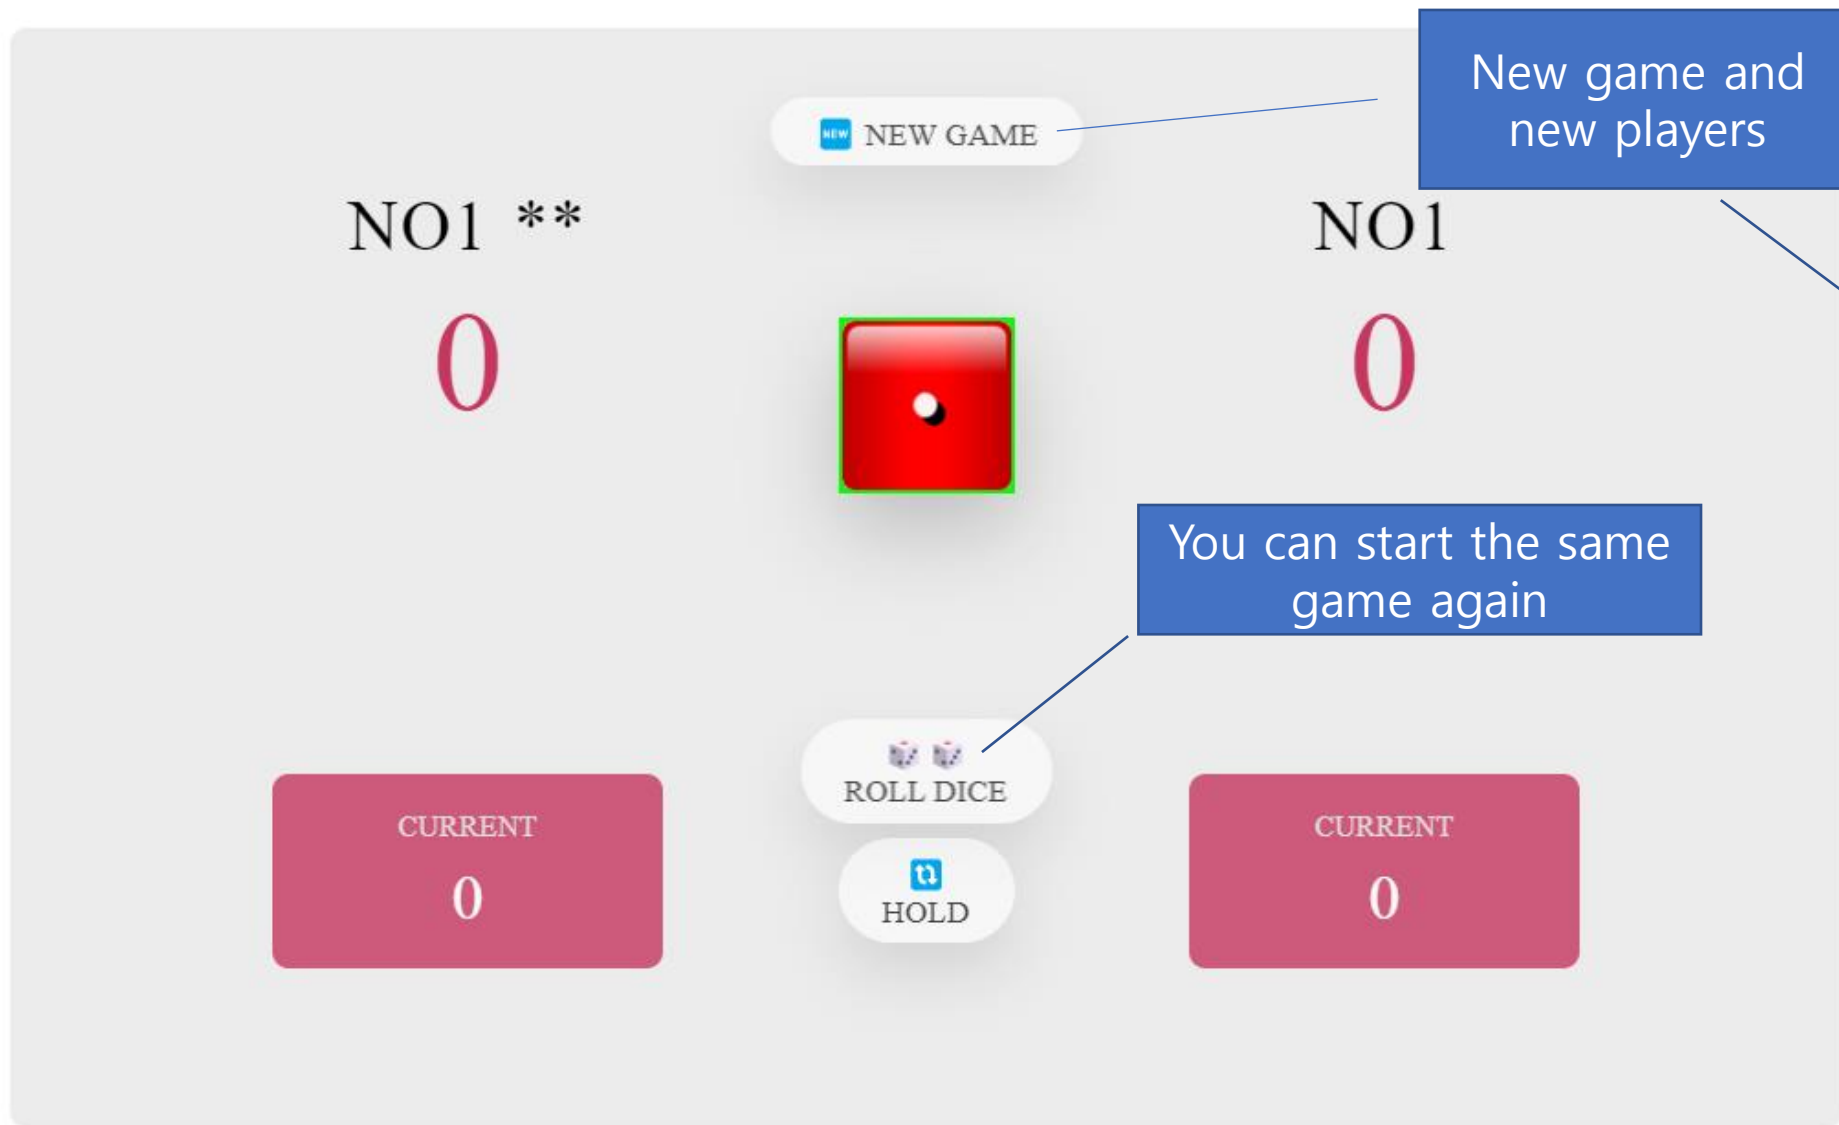 New game and
new players
NEW NEW GAME
NO1 **
NO1
0
0
You can start the same
game again
ROLL DICE
CURRENT
0
HOLD
CURRENT
0